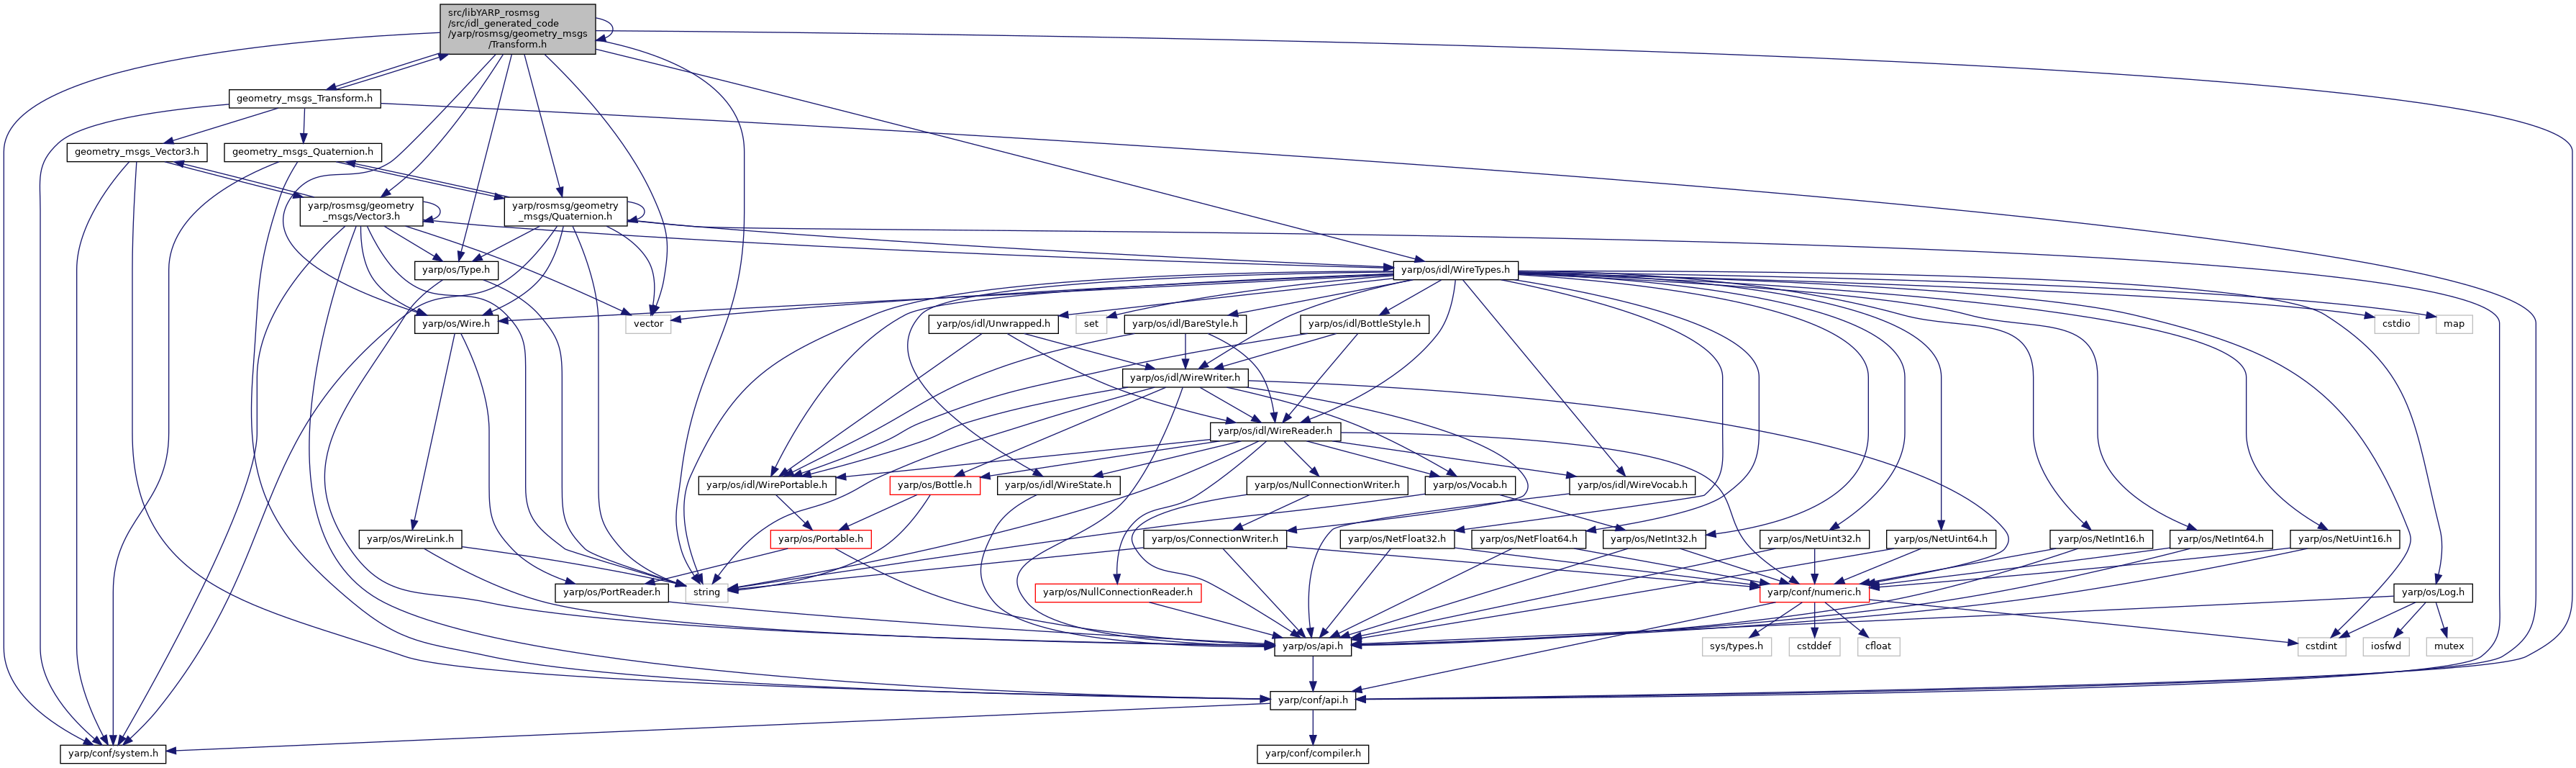 src/libYARP_rosmsg
/src/idl_generated_code
/yarp/rosmsg/geometry_msgs
/Transform.h
geometry_msgs_Transform.h
geometry_msgs_Vector3.h
geometry_msgs_Quaternion.h
yarp/rosmsg/geometry
_msgs/Vector3.h
yarp/rosmsg/geometry
_msgs/Quaternion.h
yarp/os/Type.h
yarp/os/idl/WireTypes.h
yarp/os/Wire.h
vector
yarp/os/idl/Unwrapped.h
set
yarp/os/idl/BareStyle.h
yarp/os/idl/BottleStyle.h
cstdio
map
yarp/os/idl/WireWriter.h
yarp/os/idl/WireReader.h
yarp/os/idl/WirePortable.h
yarp/os/Bottle.h
yarp/os/idl/WireState.h
yarp/os/NullConnectionWriter.h
yarp/os/Vocab.h
yarp/os/idl/WireVocab.h
yarp/os/WireLink.h
yarp/os/Portable.h
yarp/os/ConnectionWriter.h
yarp/os/NetFloat32.h
yarp/os/NetFloat64.h
yarp/os/NetInt32.h
yarp/os/NetUint32.h
yarp/os/NetUint64.h
yarp/os/NetInt16.h
yarp/os/NetInt64.h
yarp/os/NetUint16.h
yarp/os/PortReader.h
string
yarp/os/NullConnectionReader.h
yarp/conf/numeric.h
yarp/os/Log.h
yarp/os/api.h
sys/types.h
cstddef
cfloat
cstdint
iosfwd
mutex
yarp/conf/api.h
yarp/conf/system.h
yarp/conf/compiler.h